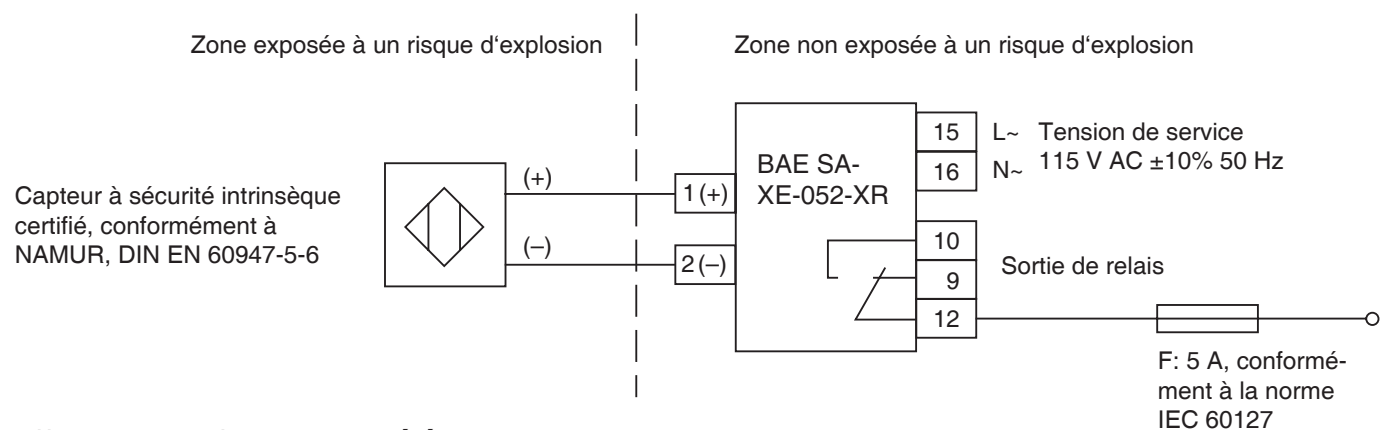 Zone exposée à un risque d‘explosion
Zone non exposée à un risque d‘explosion
Capteur à sécurité intrinsèque
certifié, conformément à
NAMUR, DIN EN 60947-5-6
(+)
(–)
1(+)
2(–)
BAE SA-
XE-052-XR
15
16
L~ Tension de service
N~ 115 V AC ±10% 50 Hz
10
9
12
Sortie de relais
F: 5 A, conformé-
ment à la norme
IEC 60127